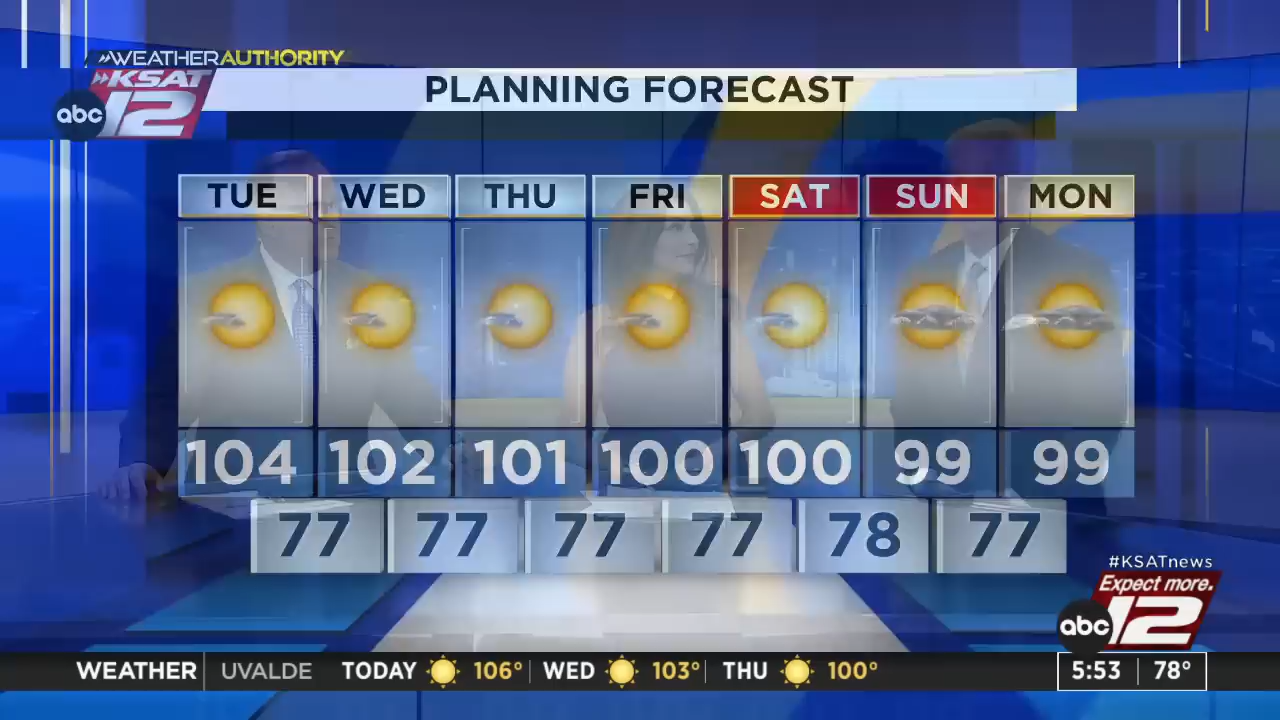 WEATHERAUTHORITY
KSAT
abc 12
PLANNING FORECAST
TUE WED THU FRI SAT SUN MON
104 102 101 100 100 99 99
77 77 77 77 78 77
#KSATnews
Expect more.
abc 12
WEATHER UVALDE TODAY 106° WED 103° THU 100° 5:53 78°